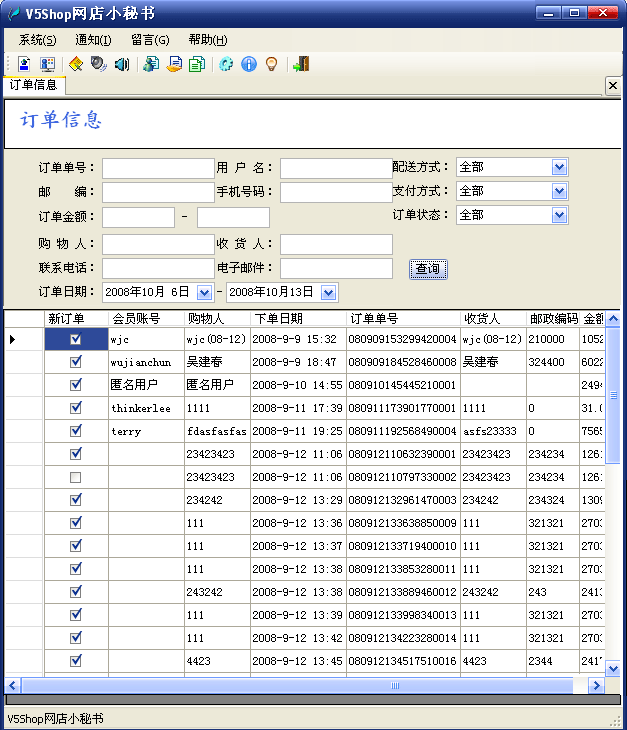 V5Shop网店小秘书
系统(S) 通知(I) 留言(G) 帮助(H)
订单信息
订单信息
订单单号： 用 户 名： 配送方式： 全部
邮 编： 手机号码： 支付方式： 全部
订单金额： - 订单状态： 全部
购 物 人： 收 货 人：
联系电话： 电子邮件： 查询
订单日期： 2008年10月 6日 - 2008年10月13日
新订单 会员账号 购物人 下单日期 订单单号 收货人 邮政编码 金额
wjc wjc(08-12) 2008-9-9 15:32 080909153299420004 wjc(08-12) 210000 1052
wujianchun 吴建春 2008-9-9 18:47 080909184528460008 吴建春 324400 6022
匿名用户 匿名用户 2008-9-10 14:55 080910145445210001 2494
thinkerlee 1111 2008-9-11 17:39 080911173901770001 1111 0 31.0
terry fdasfasfas 2008-9-11 19:25 080911192568490004 asfs23333 0 7565
23423423 2008-9-12 11:06 080912110632390001 23423423 234234 1261
23423423 2008-9-12 11:06 080912110797330002 23423423 234234 1261
234242 2008-9-12 13:29 080912132961470003 234242 234324 1309
111 2008-9-12 13:36 080912133638850009 111 321321 2703
111 2008-9-12 13:37 080912133719400010 111 321321 2703
111 2008-9-12 13:38 080912133853280011 111 321321 2703
243242 2008-9-12 13:38 080912133889460012 243242 243 2413
111 2008-9-12 13:39 080912133998340013 111 321321 2703
111 2008-9-12 13:42 080912134223280014 111 321321 2703
4423 2008-9-12 13:45 080912134517510016 4423 2344 2417
V5Shop网店小秘书